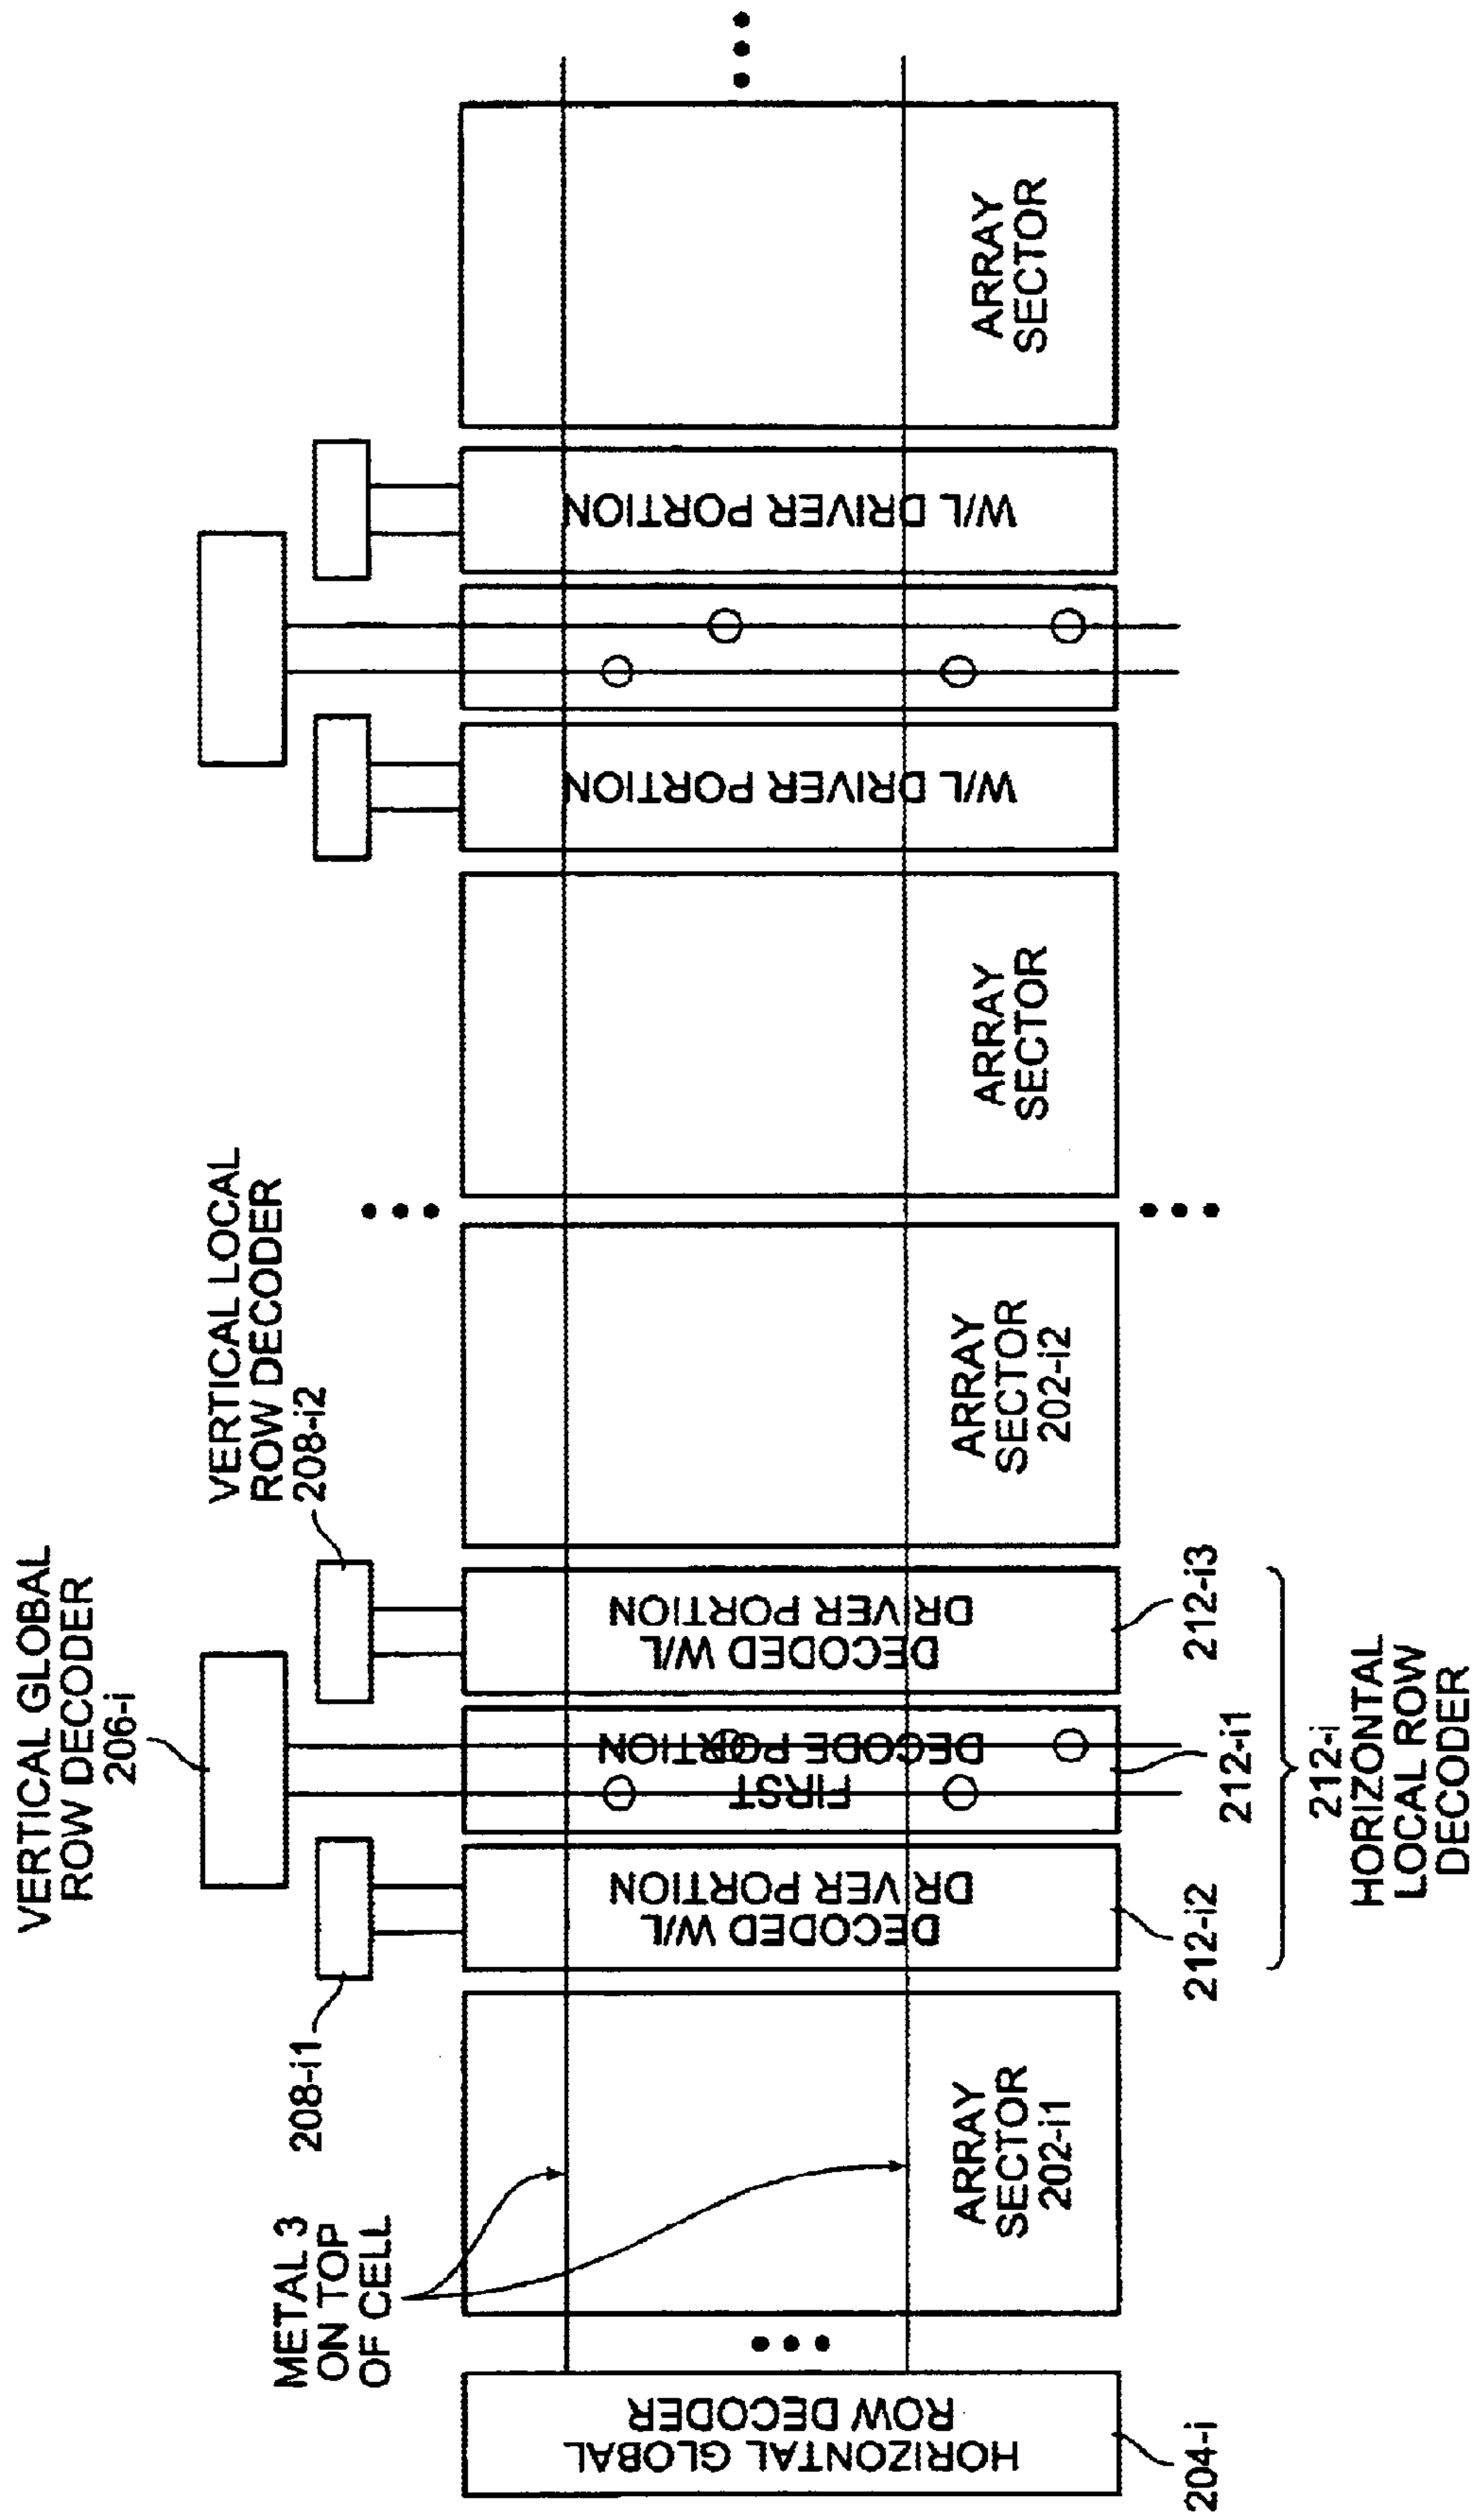 VERTICAL GLOBAL
ROW DECODER
206-i
VERTICAL LOCAL
ROW DECODER
208-i2
208-i1
METAL 3
ON TOP
OF CELL
HORIZONTAL GLOBAL
ROW DECODER
204-i
ARRAY
SECTOR
202-i1
DECODED W/L
DRIVER PORTION
212-i2
FIRST
DECODE PORTION
212-i1
DECODED W/L
DRIVER PORTION
212-i3
212-i
HORIZONTAL
LOCAL ROW
DECODER
ARRAY
SECTOR
202-i2
ARRAY
SECTOR
W/L DRIVER PORTION
W/L DRIVER PORTION
ARRAY
SECTOR